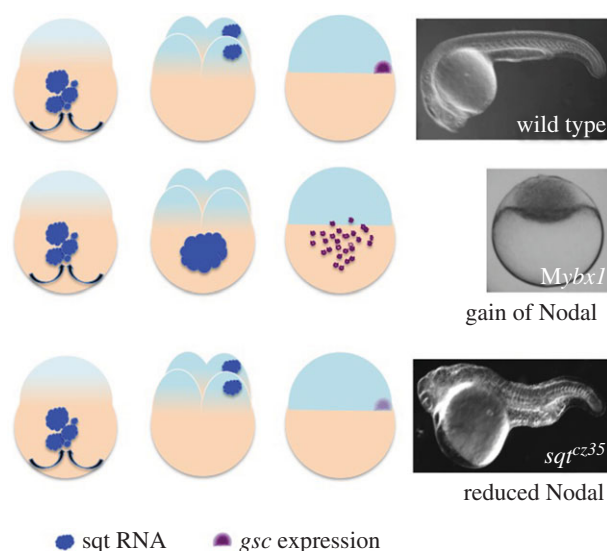 wild type
Mybx1
gain of Nodal
sqtcz35
reduced Nodal
sqt RNA
gsc expression